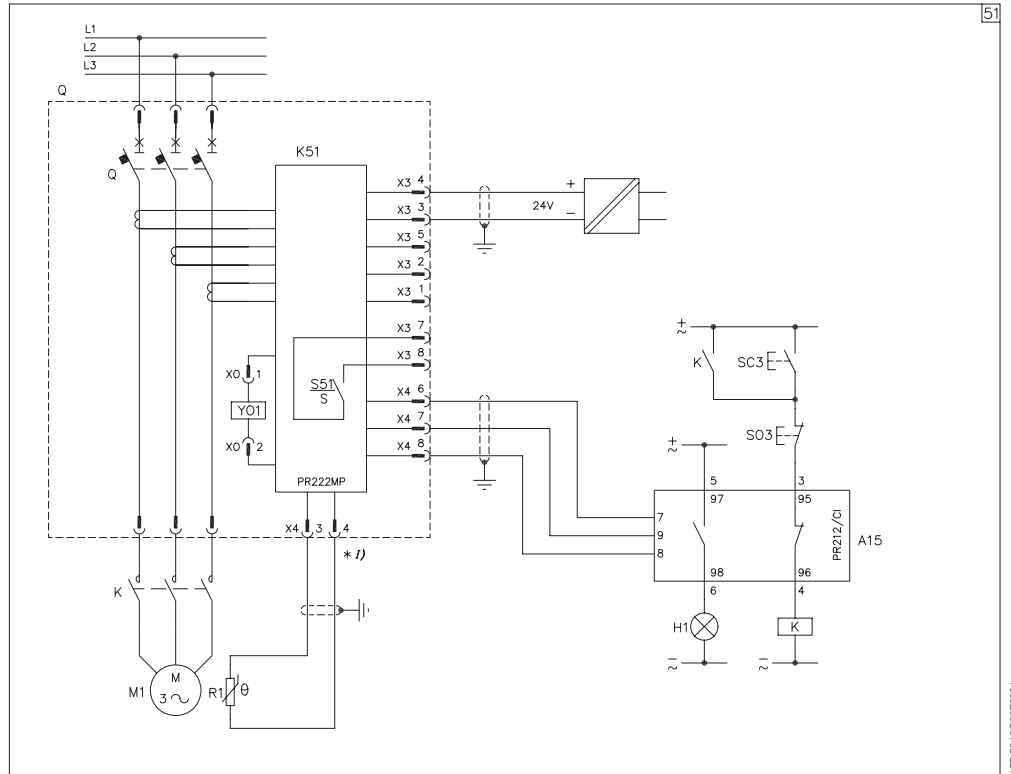 51
L1
L2
L3
Q
Q
K51
X3 4
X3 3
X3 5
X3 2
X3 1
X3 7
X3 8
X4 6
X4 7
X4 8
+
24V
−
S51
S
X0 1
Y01
X0 2
PR222MP
X4 3 4
* 1)
K
M1
M
3 ∼
R1 θ
K
SC3
SO3
5 3
97 95
7
9
8
PR212/CI
A15
98 96
6 4
H1
K